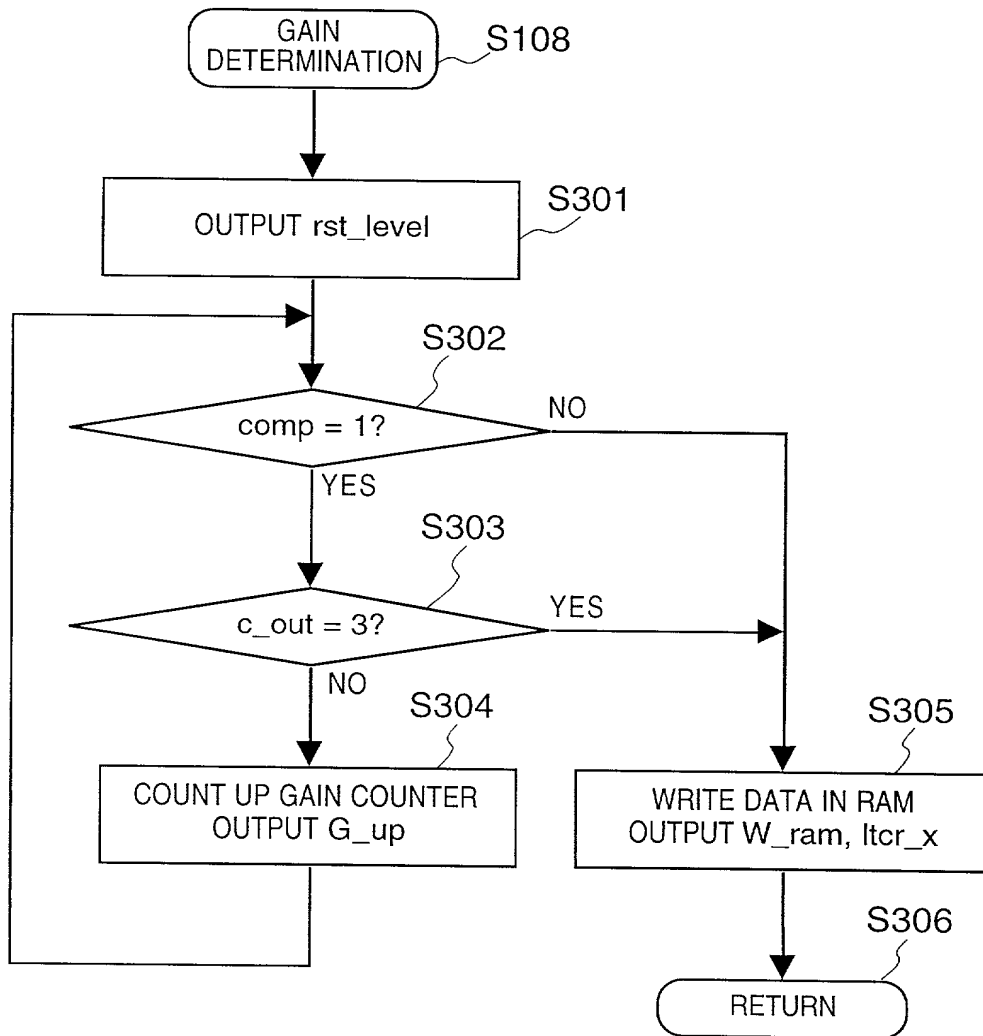 GAIN
DETERMINATION
S108
S301
OUTPUT rst_level
S302
comp = 1?
NO
YES
S303
c_out = 3?
YES
NO
S304
COUNT UP GAIN COUNTER
OUTPUT G_up
S305
WRITE DATA IN RAM
OUTPUT W_ram, ltcr_x
S306
RETURN